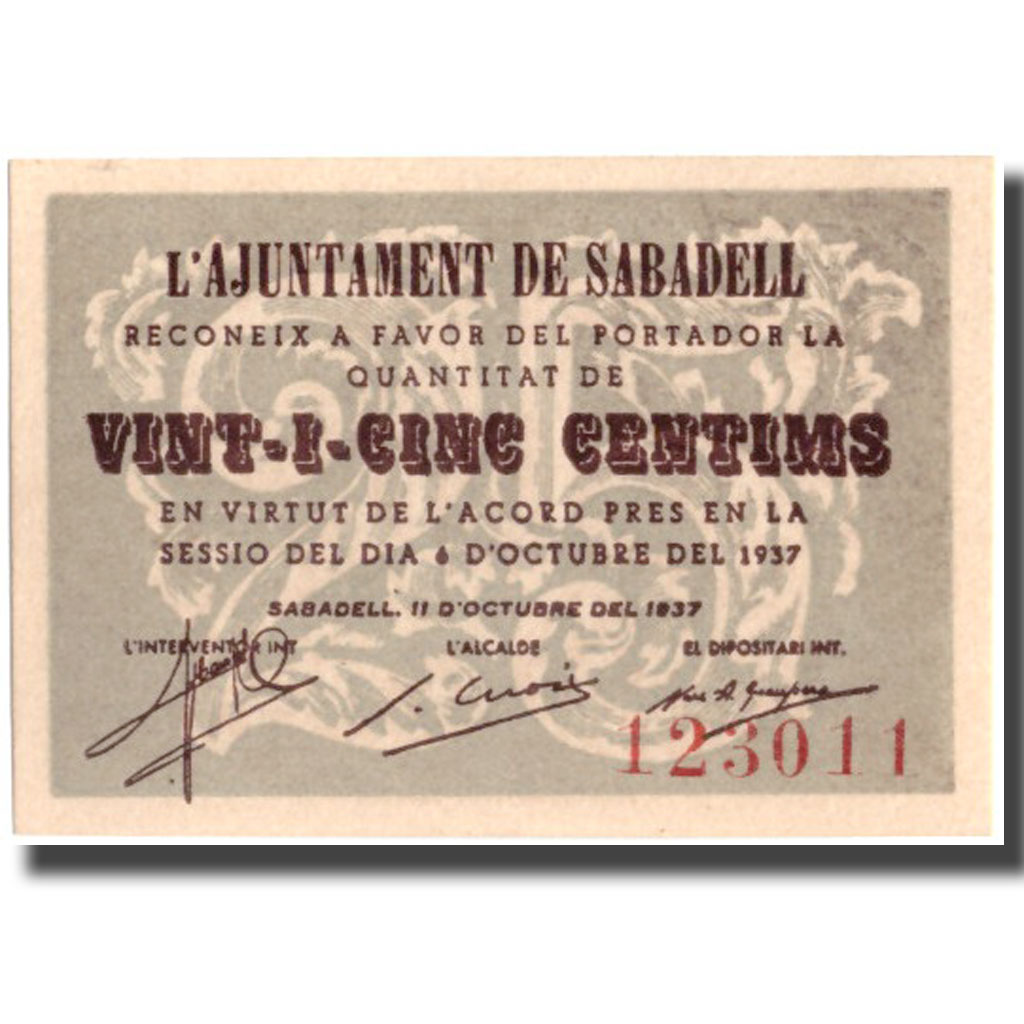 L'AJUNTAMENT DE SABADELL
RECONEIX A FAVOR DEL PORTADOR LA
QUANTITAT DE
VINT-I-CINC CENTIMS
EN VIRTUT DE L'ACORD PRES EN LA
SESSIO DEL DIA 6 D'OCTUBRE DEL 1937
SABADELL, 11 D'OCTUBRE DEL 1937
L'INTERVENTOR INT L'ALCALDE EL DIPOSITARI INT.
123011